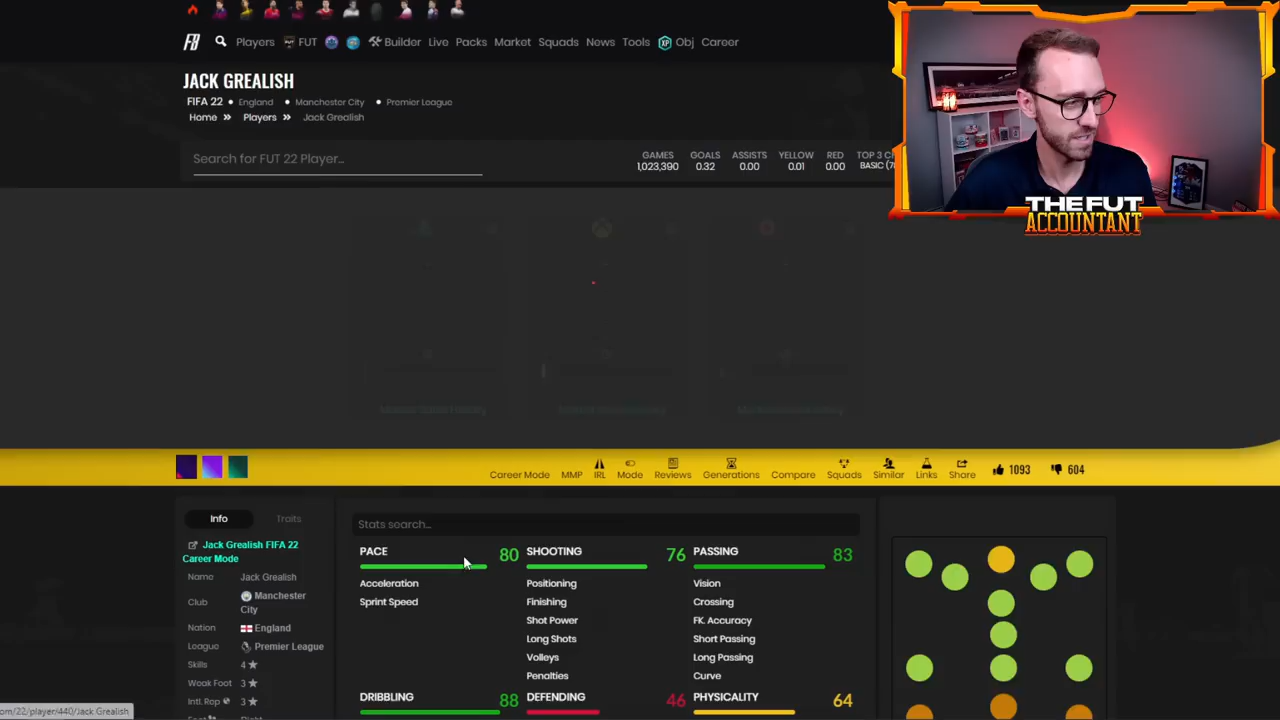 Players
FUT
Builder
Live
Packs
Market
Squads
News
Tools
Obj
Career
JACK GREALISH
FIFA 22
England
Manchester City
Premier League
Home
Players
Jack Grealish
Search for FUT 22 Player...
GAMES
GOALS
ASSISTS
YELLOW
RED
1,023,390
0.32
0.00
0.01
0.00
THE FUT
ACCOUNTANT
Career Mode
MMP
IRL
Mode
Reviews
Generations
Compare
Squads
Similar
Links
Share
1093
604
Info
Traits
Jack Grealish FIFA 22
Career Mode
Name
Jack Grealish
Club
Manchester
City
Nation
England
League
Premier League
Skills
4
Weak Foot
3
Intl. Rep
3
Stats search...
PACE
80
Acceleration
Sprint Speed
SHOOTING
76
Positioning
Finishing
Shot Power
Long Shots
Volleys
Penalties
PASSING
83
Vision
Crossing
FK. Accuracy
Short Passing
Long Passing
Curve
DRIBBLING
88
DEFENDING
46
PHYSICALITY
64
om/22/player/440/Jack Grealish